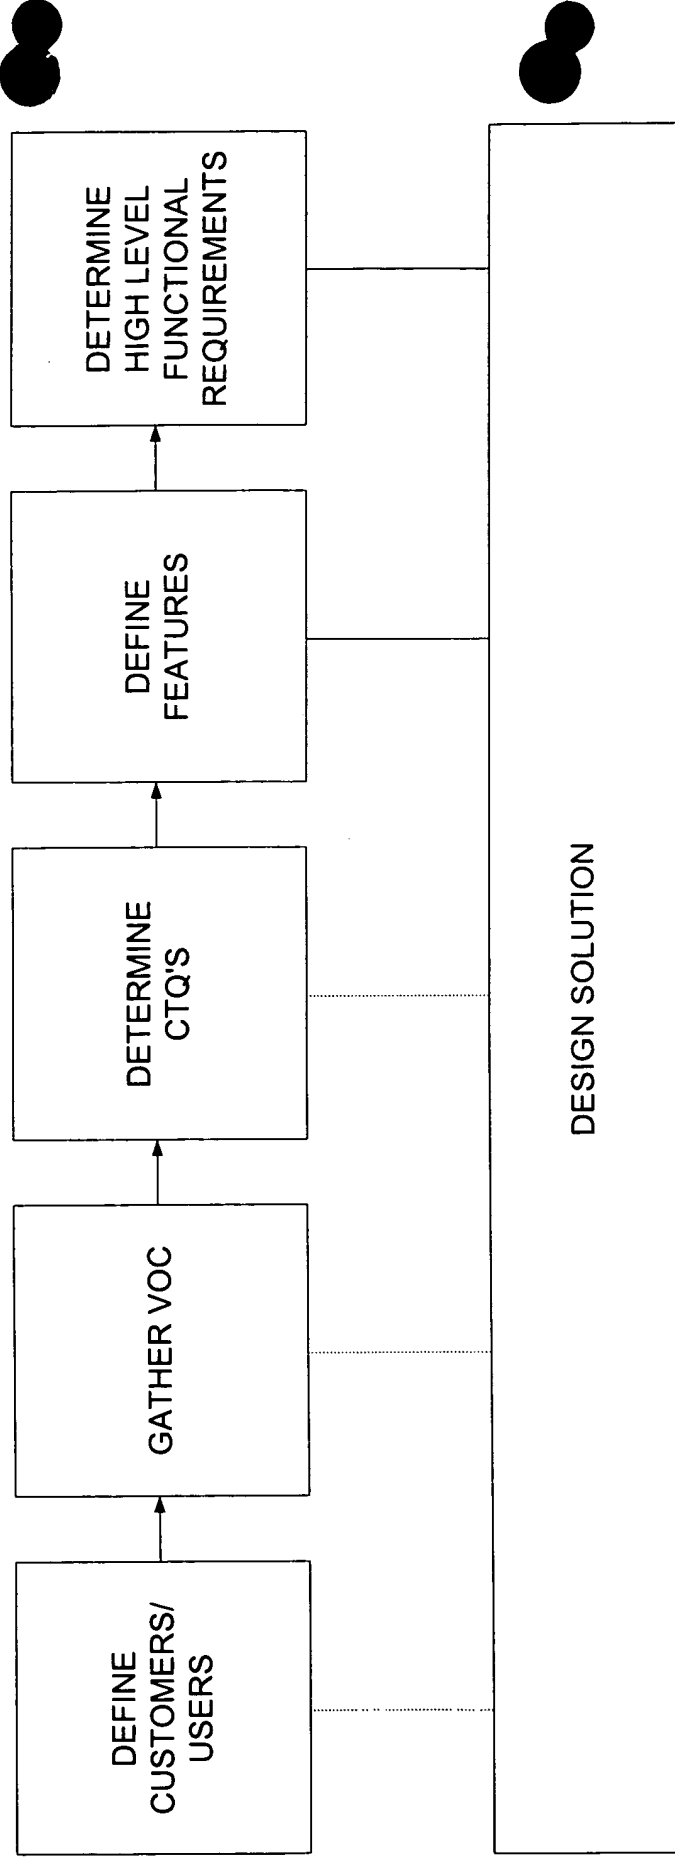 DEFINE
CUSTOMERS/
USERS
GATHER VOC
DETERMINE
CTQ'S
DEFINE
FEATURES
DETERMINE
HIGH LEVEL
FUNCTIONAL
REQUIREMENTS
DESIGN SOLUTION